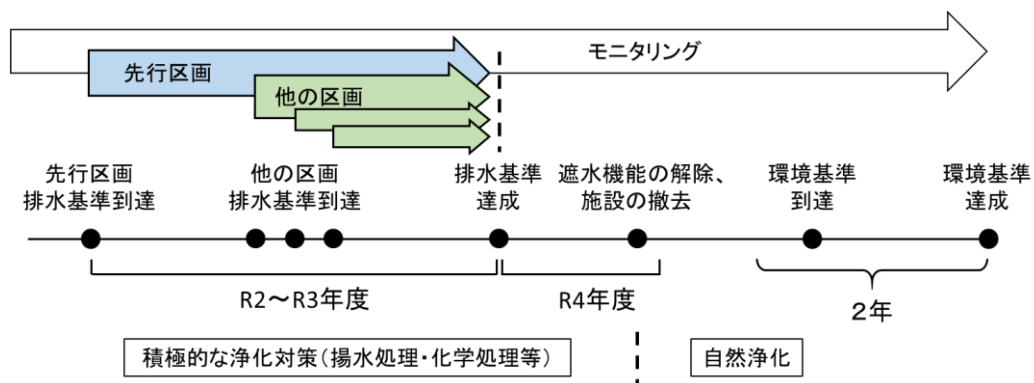 モニタリング
先行区画
他の区画
先行区画
排水基準到達
他の区画
排水基準到達
排水基準
達成
遮水機能の解除、
施設の撤去
環境基準
到達
環境基準
達成
R2～R3年度
R4年度
２年
積極的な浄化対策（揚水処理・化学処理等）
自然浄化